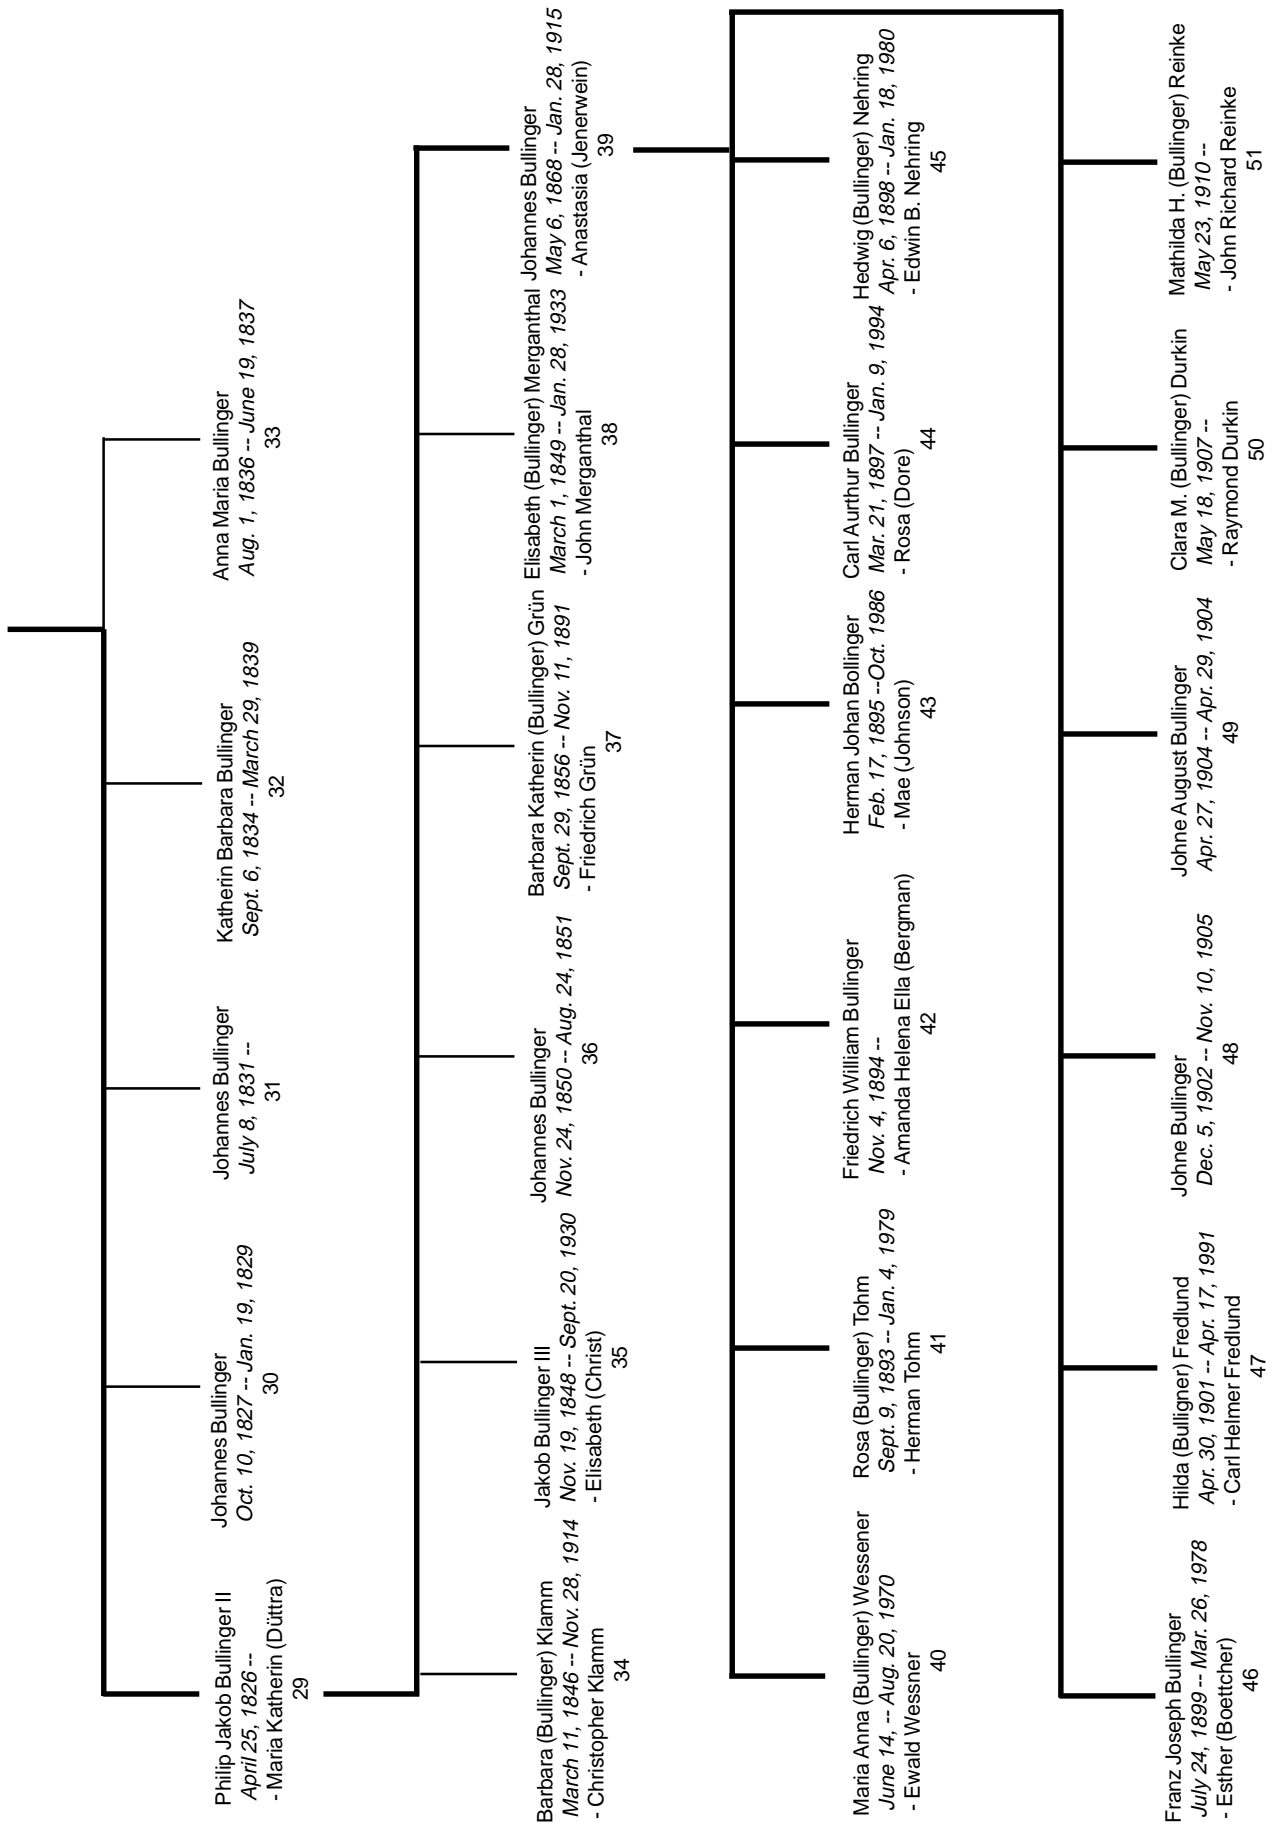 Philip Jakob Bullinger II
April 25, 1826 --
- Maria Katherin (Düttra)
29
Johannes Bullinger
Oct. 10, 1827 -- Jan. 19, 1829
30
Johannes Bullinger
July 8, 1831 --
31
Katherin Barbara Bullinger
Sept. 6, 1834 -- March 29, 1839
32
Anna Maria Bullinger
Aug. 1, 1836 -- June 19, 1837
33
Barbara (Bullinger) Klamm
March 11, 1846 -- Nov. 28, 1914
- Christopher Klamm
34
Jakob Bullinger III
Nov. 19, 1848 -- Sept. 20, 1930
- Elisabeth (Christ)
35
Johannes Bullinger
Nov. 24, 1850 -- Aug. 24, 1851
36
Barbara Katherin (Bullinger) Grün
Sept. 29, 1856 -- Nov. 11, 1891
- Friedrich Grün
37
Elisabeth (Bullinger) Merganthal
March 1, 1849 -- Jan. 28, 1933
- John Merganthal
38
Johannes Bullinger
May 6, 1868 -- Jan. 28, 1915
- Anastasia (Jenerwein)
39
Maria Anna (Bullinger) Wessener
June 14, -- Aug. 20, 1970
- Ewald Wessner
40
Rosa (Bullinger) Tohm
Sept. 9, 1893 -- Jan. 4, 1979
- Herman Tohm
41
Friedrich William Bullinger
Nov. 4, 1894 --
- Amanda Helena Ella (Bergman)
42
Herman Johan Bollinger
Feb. 17, 1895 --Oct. 1986
- Mae (Johnson)
43
Carl Aurthur Bullinger
Mar. 21, 1897 -- Jan. 9, 1994
- Rosa (Dore)
44
Hedwig (Bullinger) Nehring
Apr. 6, 1898 -- Jan. 18, 1980
- Edwin B. Nehring
45
Franz Joseph Bullinger
July 24, 1899 -- Mar. 26, 1978
- Esther (Boettcher)
46
Hilda (Bulligner) Fredlund
Apr. 30, 1901 -- Apr. 17, 1991
- Carl Helmer Fredlund
47
Johne Bullinger
Dec. 5, 1902 -- Nov. 10, 1905
48
Johne August Bullinger
Apr. 27, 1904 -- Apr. 29, 1904
49
Clara M. (Bullinger) Durkin
May 18, 1907 --
- Raymond Durkin
50
Mathilda H. (Bullinger) Reinke
May 23, 1910 --
- John Richard Reinke
51